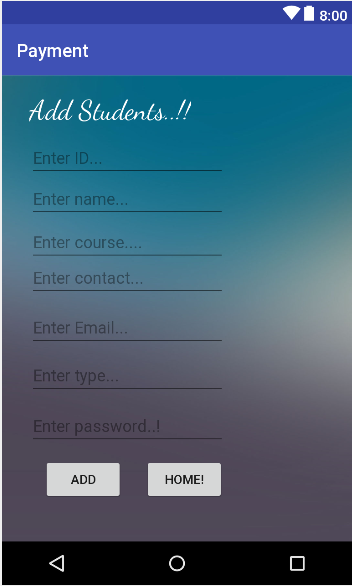 8:00
Payment
Add Students..!!
Enter ID...
Enter name...
Enter course....
Enter contact...
Enter Email...
Enter type...
Enter password..!
ADD HOME!